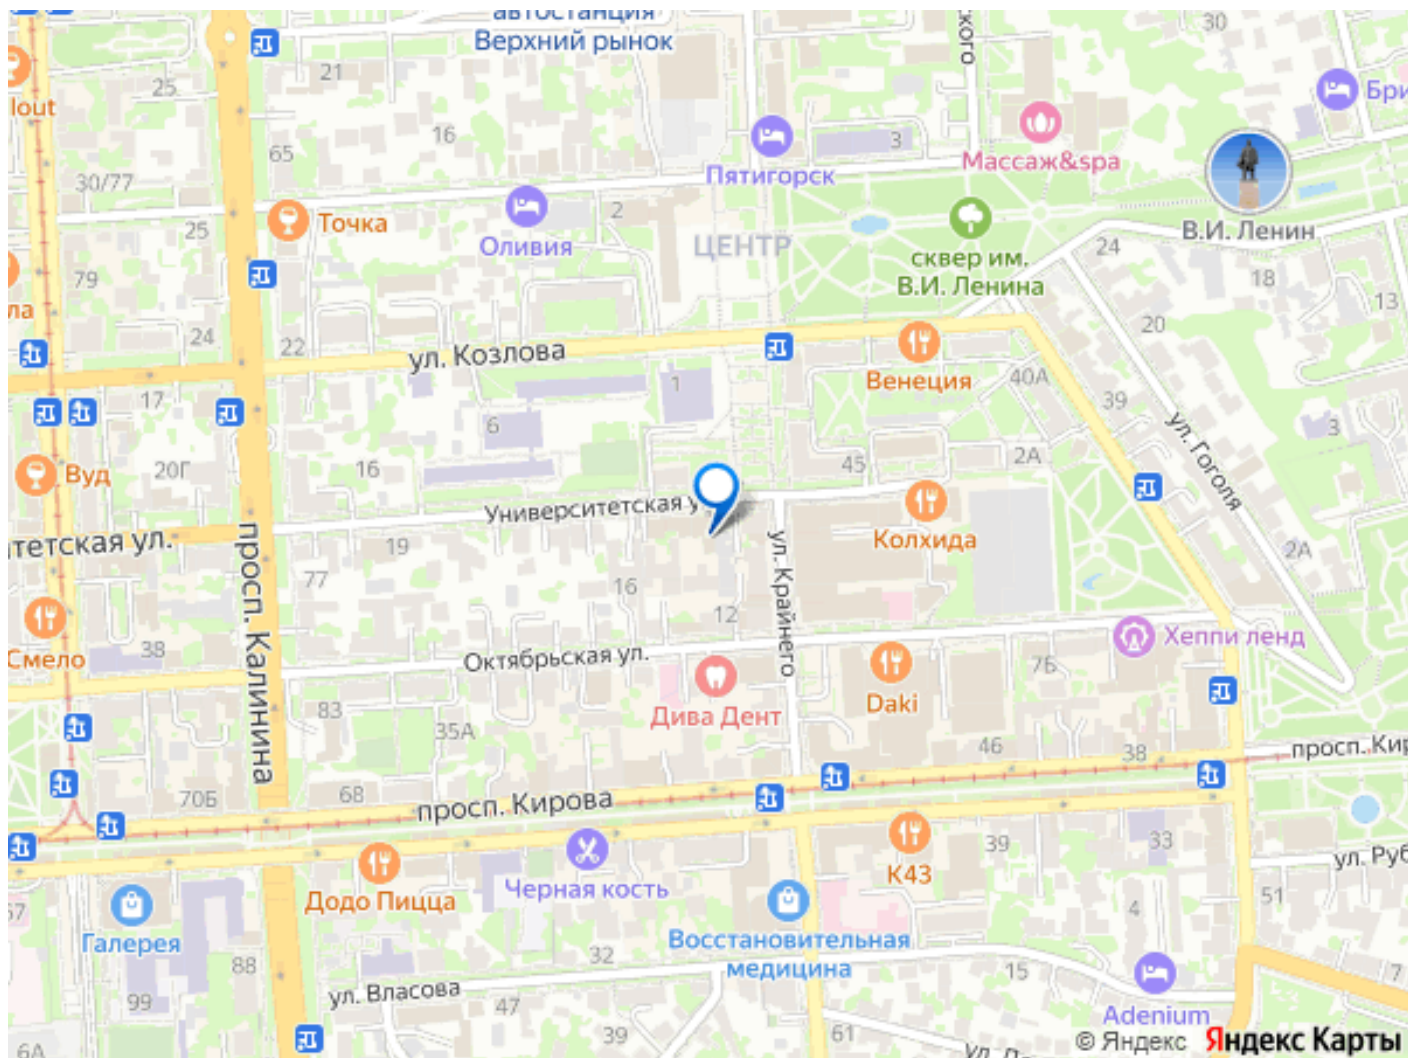 автостанция
Верхний рынок
ского
30
21
25
lout
65
16
3
Бри
Массаж&spa
Пятигорск
30/77
25
Точка
2
Оливия
ЦЕНТР
сквер им.
В.И. Ленина
24
В.И. Ленин
18
79
13
ла
24
22
20
ул. Козлова
1
Венеция
40А
17
39
6
ул. Гоголя
3
Вуд
20Г
16
45
2А
Университетская у
тетская ул.
19
просп. Калинина
Колхида
ул. Крайнего
2А
77
16
12
Смело
38
Октябрьская ул.
Хеппи ленд
7Б
Дива Дент
Daki
83
35А
46
38
просп. Кир
70Б
68
просп. Кирова
39
33
ул. Руб
К43
Додо Пицца
Черная кость
51
67
4
Галерея
Восстановительная
медицина
88
32
15
7
99
ул. Власова
47
39
61
Adenium
6А
© Яндекс Яндекс Карты